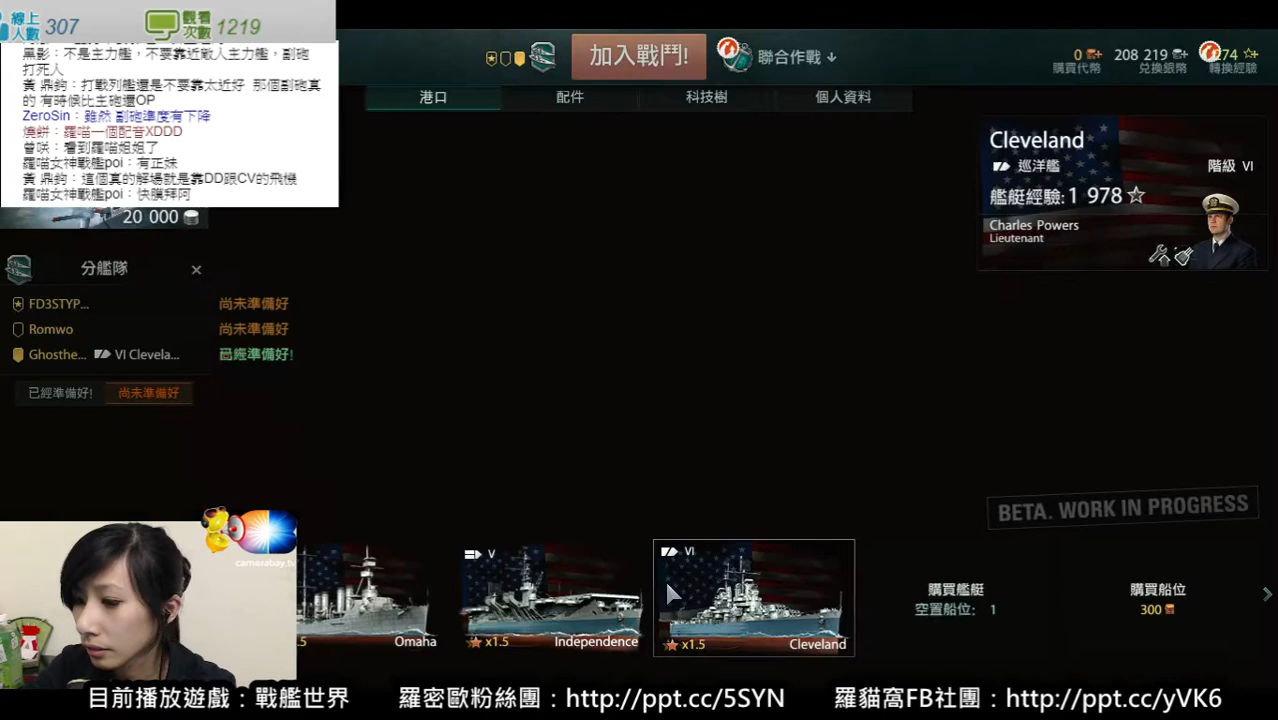 線上人數 307
觀看次數 1219
黑影：不是主力艦，不要靠近敵人主力艦，副砲
打死人
黃 鼎鈞：打戰列艦還是不要靠太近好 那個副砲真
的 有時候比主砲還OP
ZeroSin：雖然 副砲準度有下降
燒餅：羅喵一個配音XDDD
曾咲：看到羅喵姐姐了
羅喵女神戰艦poi：有正妹
黃 鼎鈞：這個真的解場就是靠DD跟CV的飛機
羅喵女神戰艦poi：快膜拜阿
加入戰鬥!
聯合作戰
0
購買代幣
208 219
兌換銀幣
274
轉換經驗
港口
配件
科技樹
個人資料
Cleveland
巡洋艦
階級 VI
艦艇經驗:1 978
Charles Powers
Lieutenant
20 000
分艦隊
×
FD3STYP...
尚未準備好
Romwo
尚未準備好
Ghosthe...
VI Clevela...
已經準備好!
已經準備好!
尚未準備好
BETA. WORK IN PROGRESS
camerabay.tv
.5
Omaha
V
x1.5
Independence
VI
x1.5
Cleveland
購買艦艇
空置船位: 1
購買船位
300
目前播放遊戲：戰艦世界
羅密歐粉絲團：http://ppt.cc/5SYN
羅貓窩FB社團：http://ppt.cc/yVK6